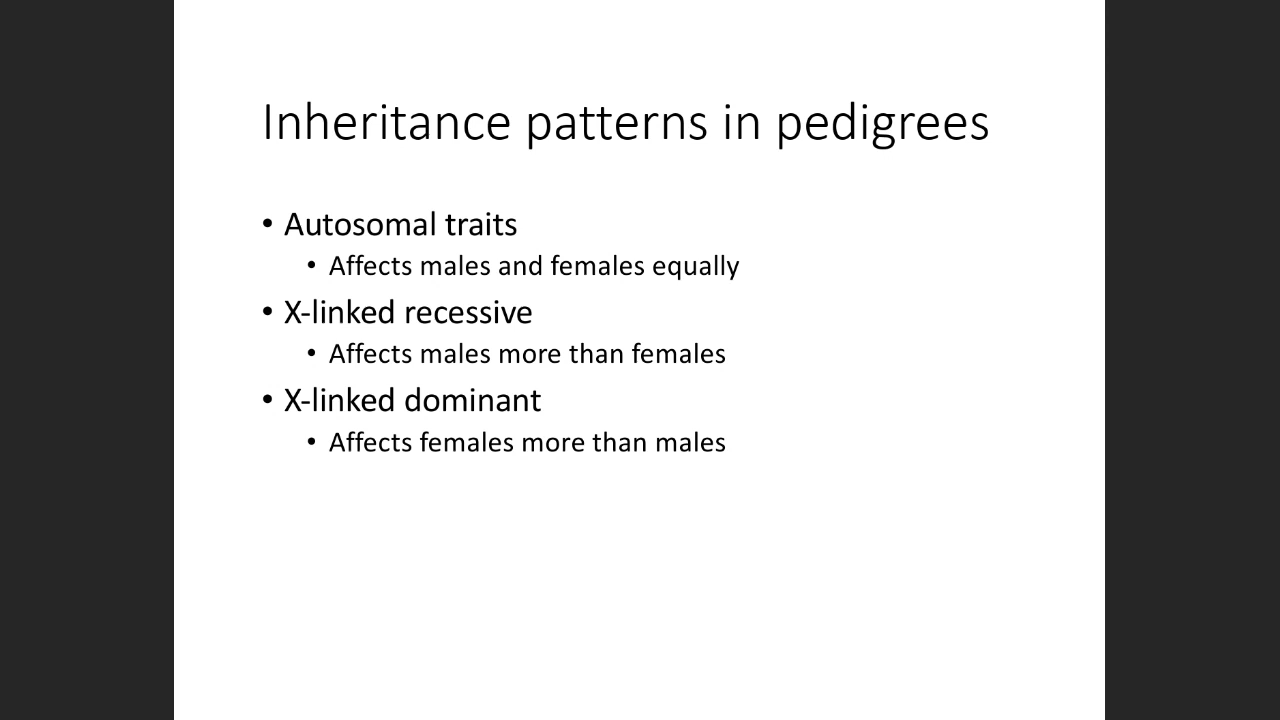 Inheritance patterns in pedigrees
• Autosomal traits
• Affects males and females equally
• X-linked recessive
• Affects males more than females
• X-linked dominant
• Affects females more than males